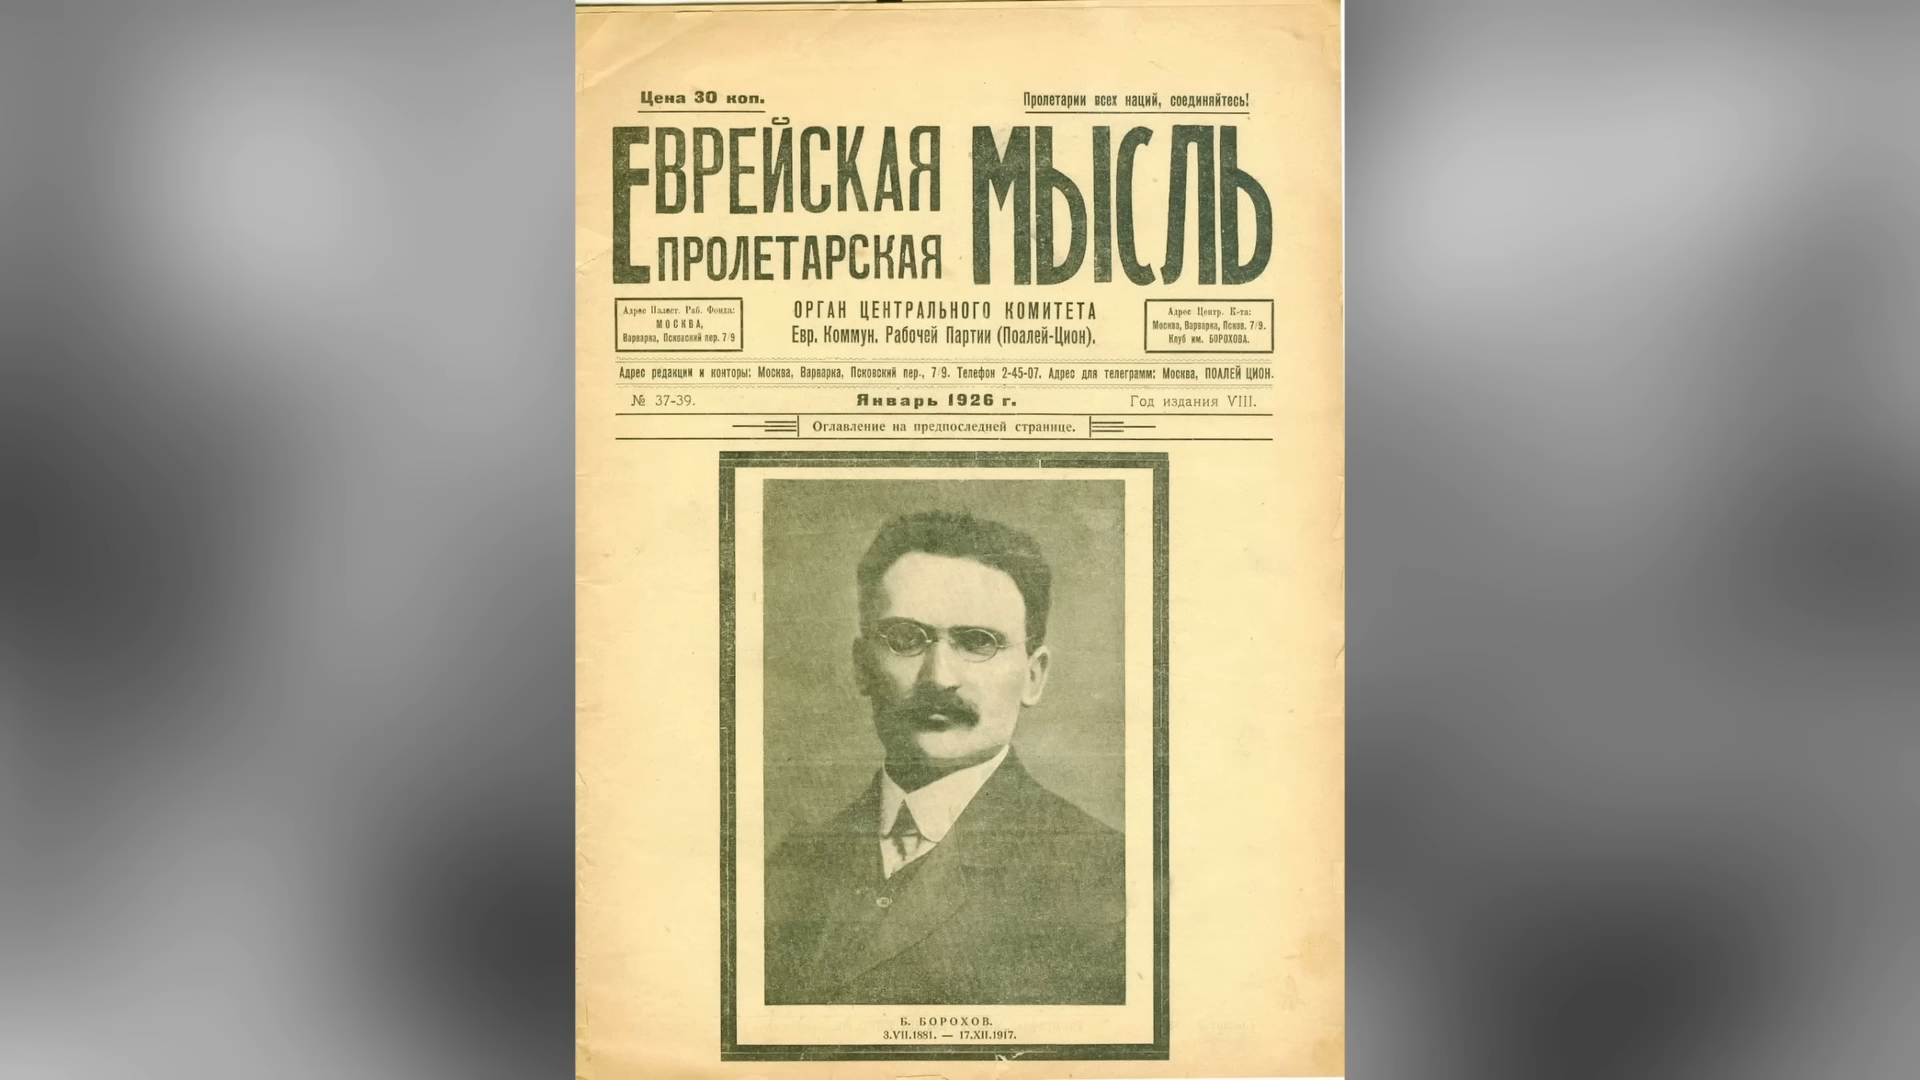 Цена 30 коп.
Пролетарии всех наций, соединяйтесь!
ЕВРЕЙСКАЯ
ПРОЛЕТАРСКАЯ
МЫСЛЬ
Адрес Палест. Раб. Фонда:
МОСКВА,
Варварка, Псковский пер. 7/9
ОРГАН ЦЕНТРАЛЬНОГО КОМИТЕТА
Евр. Коммун. Рабочей Партии (Поалей-Цион).
Адрес Центр. К-та:
Москва, Варварка, Псков. 7/9.
Клуб им. БОРОХОВА.
Адрес редакции и конторы: Москва, Варварка, Псковский пер., 7/9. Телефон 2-45-07. Адрес для телеграмм: Москва, ПОАЛЕЙ ЦИОН.
№ 37-39.
Январь 1926 г.
Год издания VIII.
Оглавление на предпоследней странице.
Б. БОРОХОВ.
3.VII.1881. — 17.XII.1917.